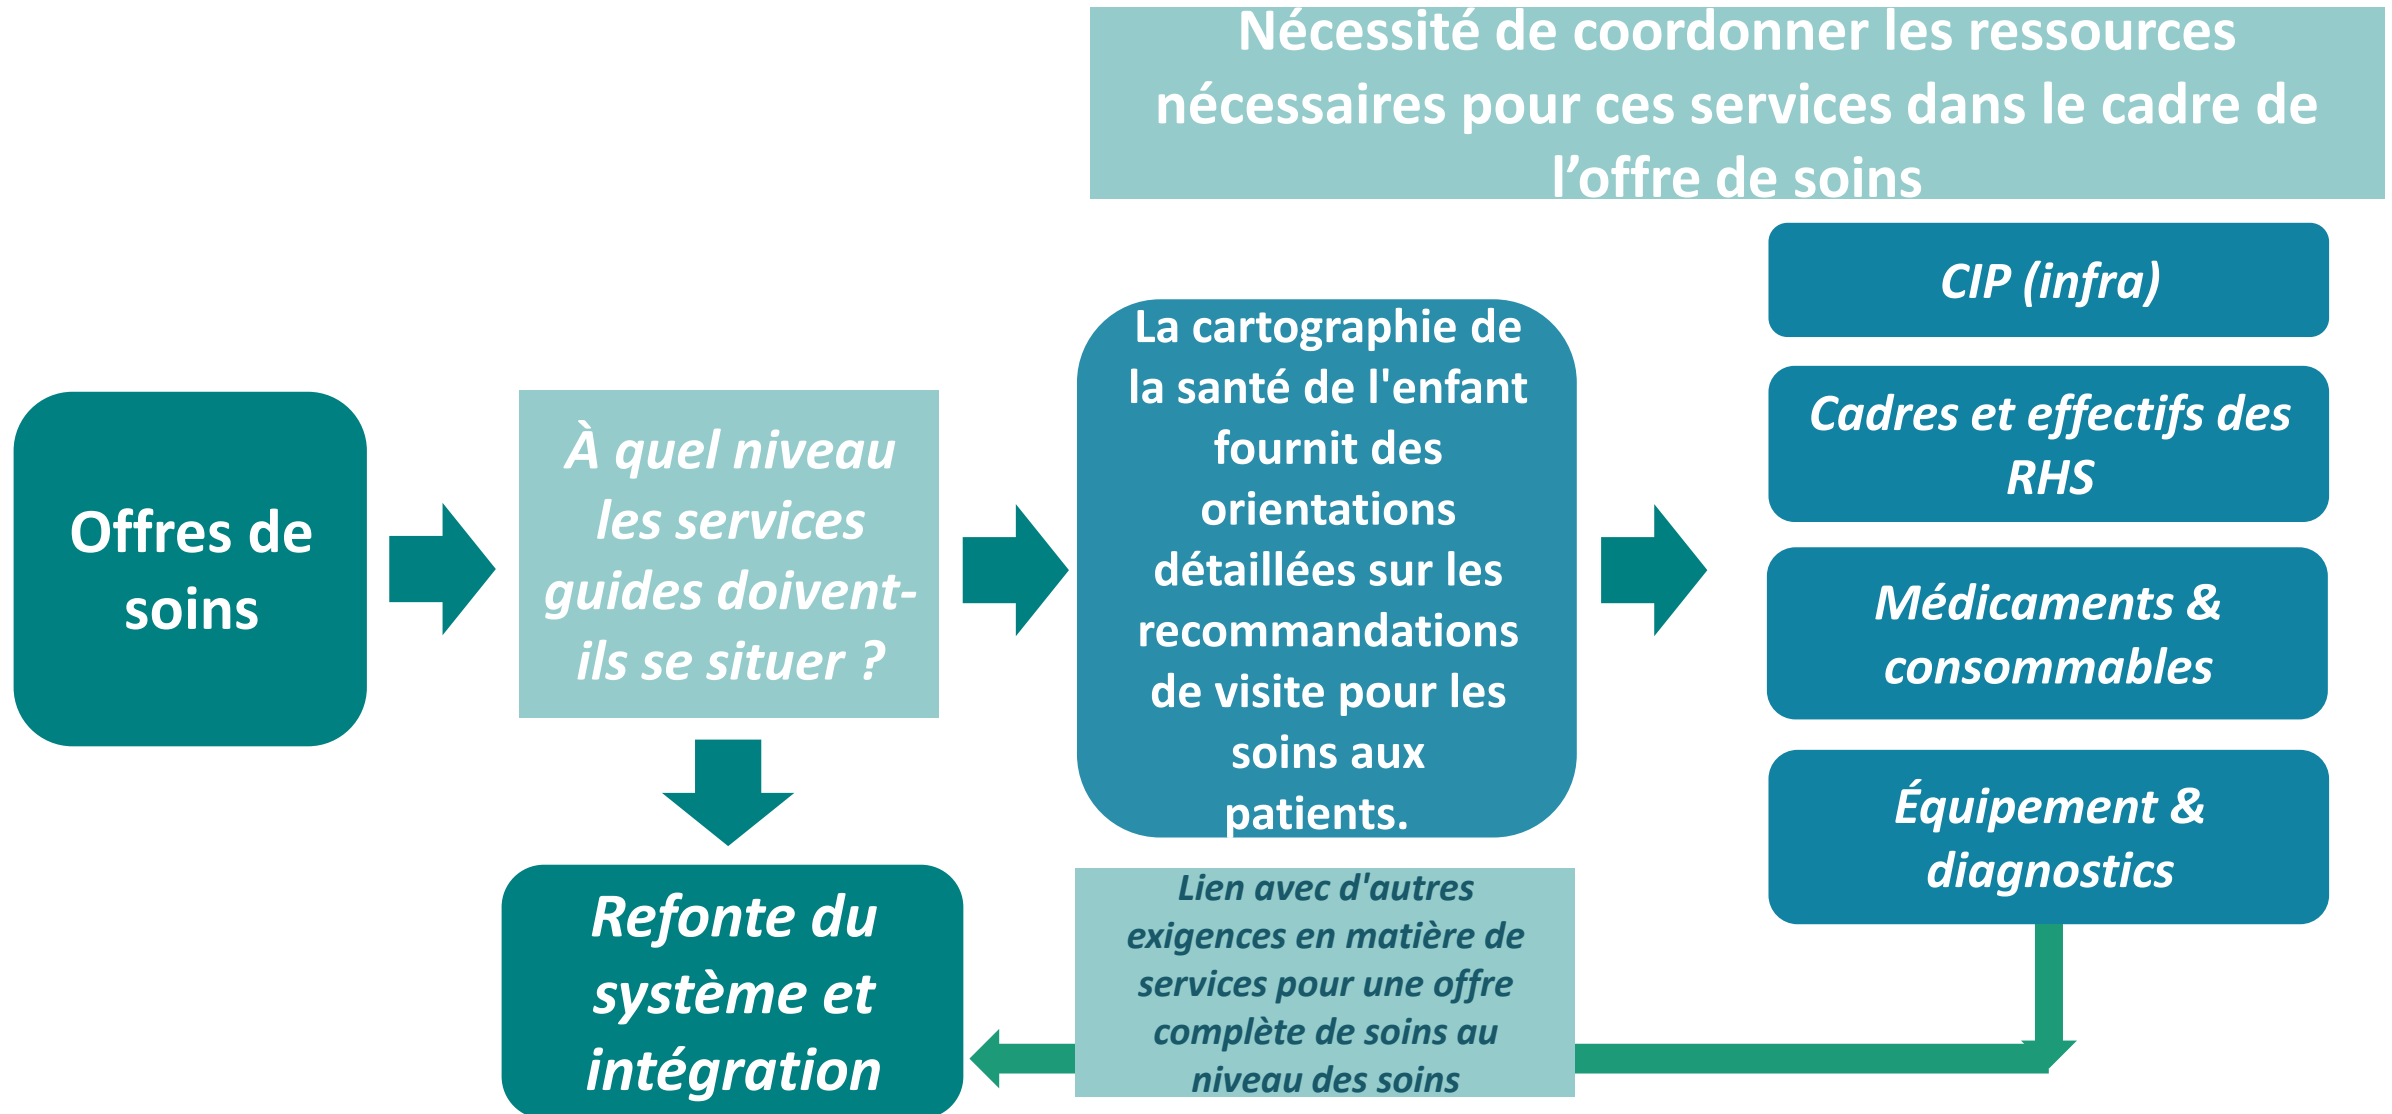 Nécessité de coordonner les ressources
nécessaires pour ces services dans le cadre de
l’offre de soins
Offres de
soins
À quel niveau
les services
guides doivent-
ils se situer ?
La cartographie de
la santé de l'enfant
fournit des
orientations
détaillées sur les
recommandations
de visite pour les
soins aux
patients.
CIP (infra)
Cadres et effectifs des
RHS
Médicaments &
consommables
Équipement &
diagnostics
Refonte du
système et
intégration
Lien avec d'autres
exigences en matière de
services pour une offre
complète de soins au
niveau des soins